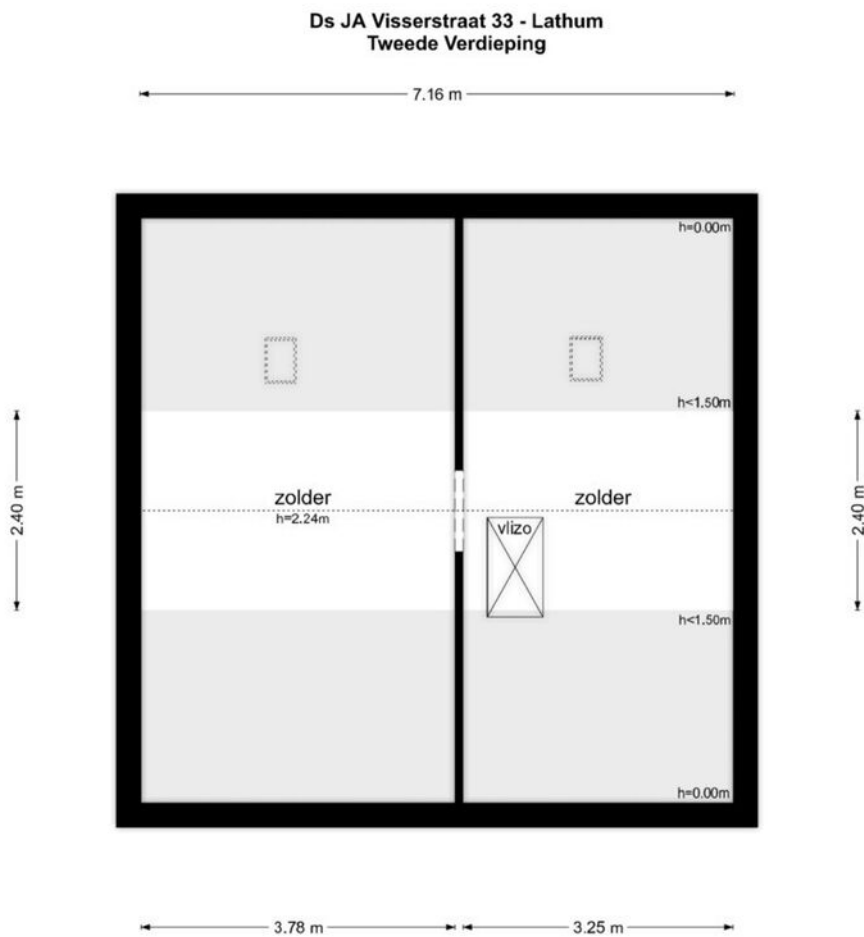 Ds JA Visserstraat 33 - Lathum
Tweede Verdieping
7.16 m
h=0.00m
h<1.50m
2.40 m
zolder
h=2.24m
zolder
vlizo
2.40 m
h<1.50m
h=0.00m
3.78 m
3.25 m